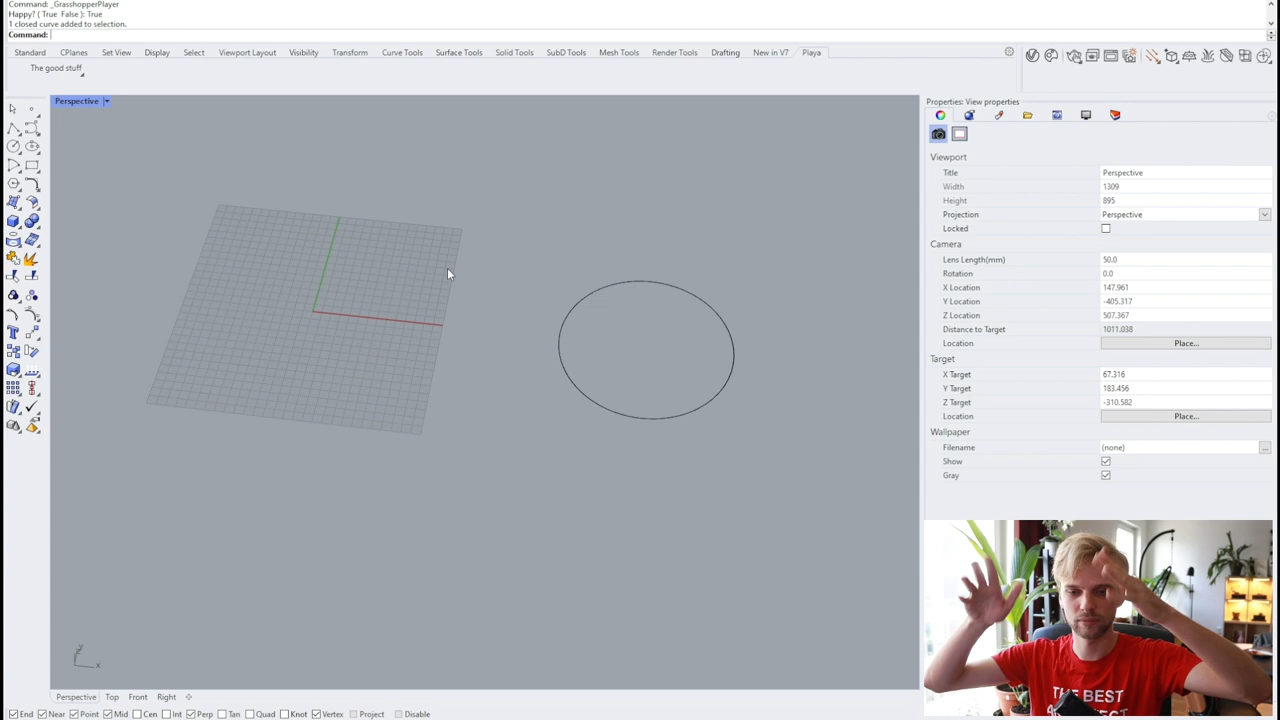 Command: _GrasshopperPlayer
Happy? ( True False ): True
1 closed curve added to selection.
Command:
Standard CPlanes Set View Display Select Viewport Layout Visibility Transform Curve Tools Surface Tools Solid Tools SubD Tools Mesh Tools Render Tools Drafting New in V7 Playa
The good stuff
Perspective
Properties: View properties
Viewport
Title Perspective
Width 1309
Height 895
Projection Perspective
Locked
Camera
Lens Length(mm) 50.0
Rotation 0.0
X Location 147.961
Y Location -405.317
Z Location 507.367
Distance to Target 1011.038
Location Place...
Target
X Target 67.316
Y Target 183.456
Z Target -310.582
Location Place...
Wallpaper
Filename (none) ...
Show
Gray
x
THE BEST
Perspective Top Front Right
End Near Point Mid Cen Int Perp Tan Quad Knot Vertex Project Disable